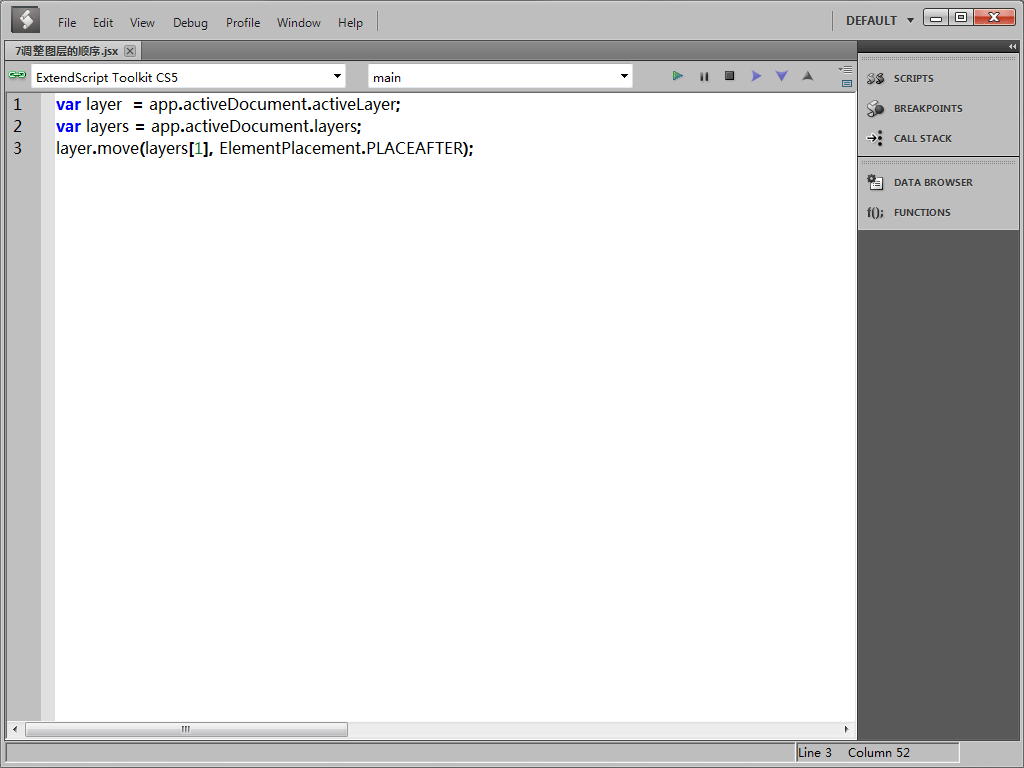 File Edit View Debug Profile Window Help DEFAULT
7调整图层的顺序.jsx
ExtendScript Toolkit CS5 main
1 var layer  = app.activeDocument.activeLayer;
2 var layers = app.activeDocument.layers;
3 layer.move(layers[1], ElementPlacement.PLACEAFTER);
SCRIPTS
BREAKPOINTS
CALL STACK
DATA BROWSER
f(); FUNCTIONS
Line 3 Column 52